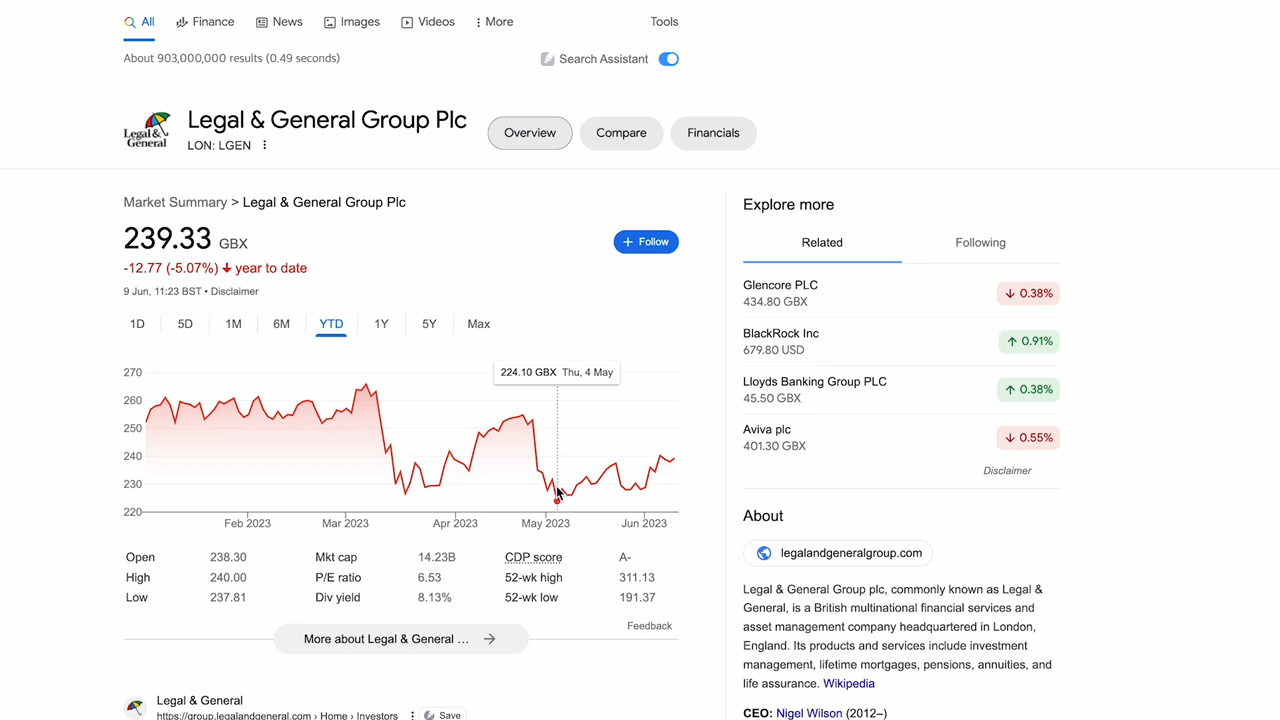 All Finance News Images Videos More Tools
About 903,000,000 results (0.49 seconds) Search Assistant
Legal &
General
Legal & General Group Plc
LON: LGEN
Overview Compare Financials
Market Summary > Legal & General Group Plc
239.33 GBX
+ Follow
-12.77 (-5.07%) ↓ year to date
9 Jun, 11:23 BST • Disclaimer
1D 5D 1M 6M YTD 1Y 5Y Max
224.10 GBX Thu, 4 May
270
260
250
240
230
220
Feb 2023 Mar 2023 Apr 2023 May 2023 Jun 2023
Open 238.30 Mkt cap 14.23B CDP score A-
High 240.00 P/E ratio 6.53 52-wk high 311.13
Low 237.81 Div yield 8.13% 52-wk low 191.37
Feedback
More about Legal & General ... →
Legal & General
https://group.legalandgeneral.com › Home › Investors Save
Explore more
Related Following
Glencore PLC
434.80 GBX
↓ 0.38%
BlackRock Inc
679.80 USD
↑ 0.91%
Lloyds Banking Group PLC
45.50 GBX
↑ 0.38%
Aviva plc
401.30 GBX
↓ 0.55%
Disclaimer
About
legalandgeneralgroup.com
Legal & General Group plc, commonly known as Legal &
General, is a British multinational financial services and
asset management company headquartered in London,
England. Its products and services include investment
management, lifetime mortgages, pensions, annuities, and
life assurance. Wikipedia
CEO: Nigel Wilson (2012–)